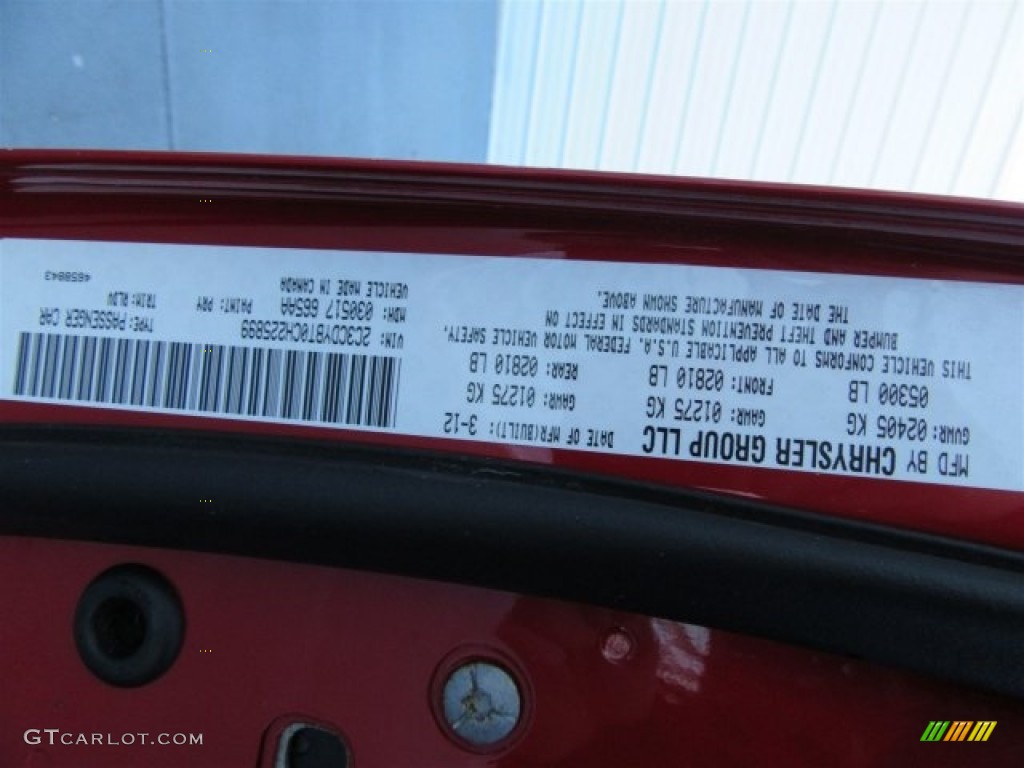 MFD BY CHRYSLER GROUP LLC
DATE OF MFR(BUILT): 3-12
GVWR: 02405 KG
05300 LB
GAWR: 01275 KG
FRONT: 02810 LB
GAWR: 01275 KG
REAR: 02810 LB
THIS VEHICLE CONFORMS TO ALL APPLICABLE U.S.A. FEDERAL MOTOR VEHICLE SAFETY,
BUMPER AND THEFT PREVENTION STANDARDS IN EFFECT ON
THE DATE OF MANUFACTURE SHOWN ABOVE.
VIN: 2C3CDYBT0CH225899
TYPE: PASSENGER CAR
MDH: 030517 665AA
PAINT: PRY
TRIM: RLDV
VEHICLE MADE IN CANADA
4658843
GTCARLOT.COM